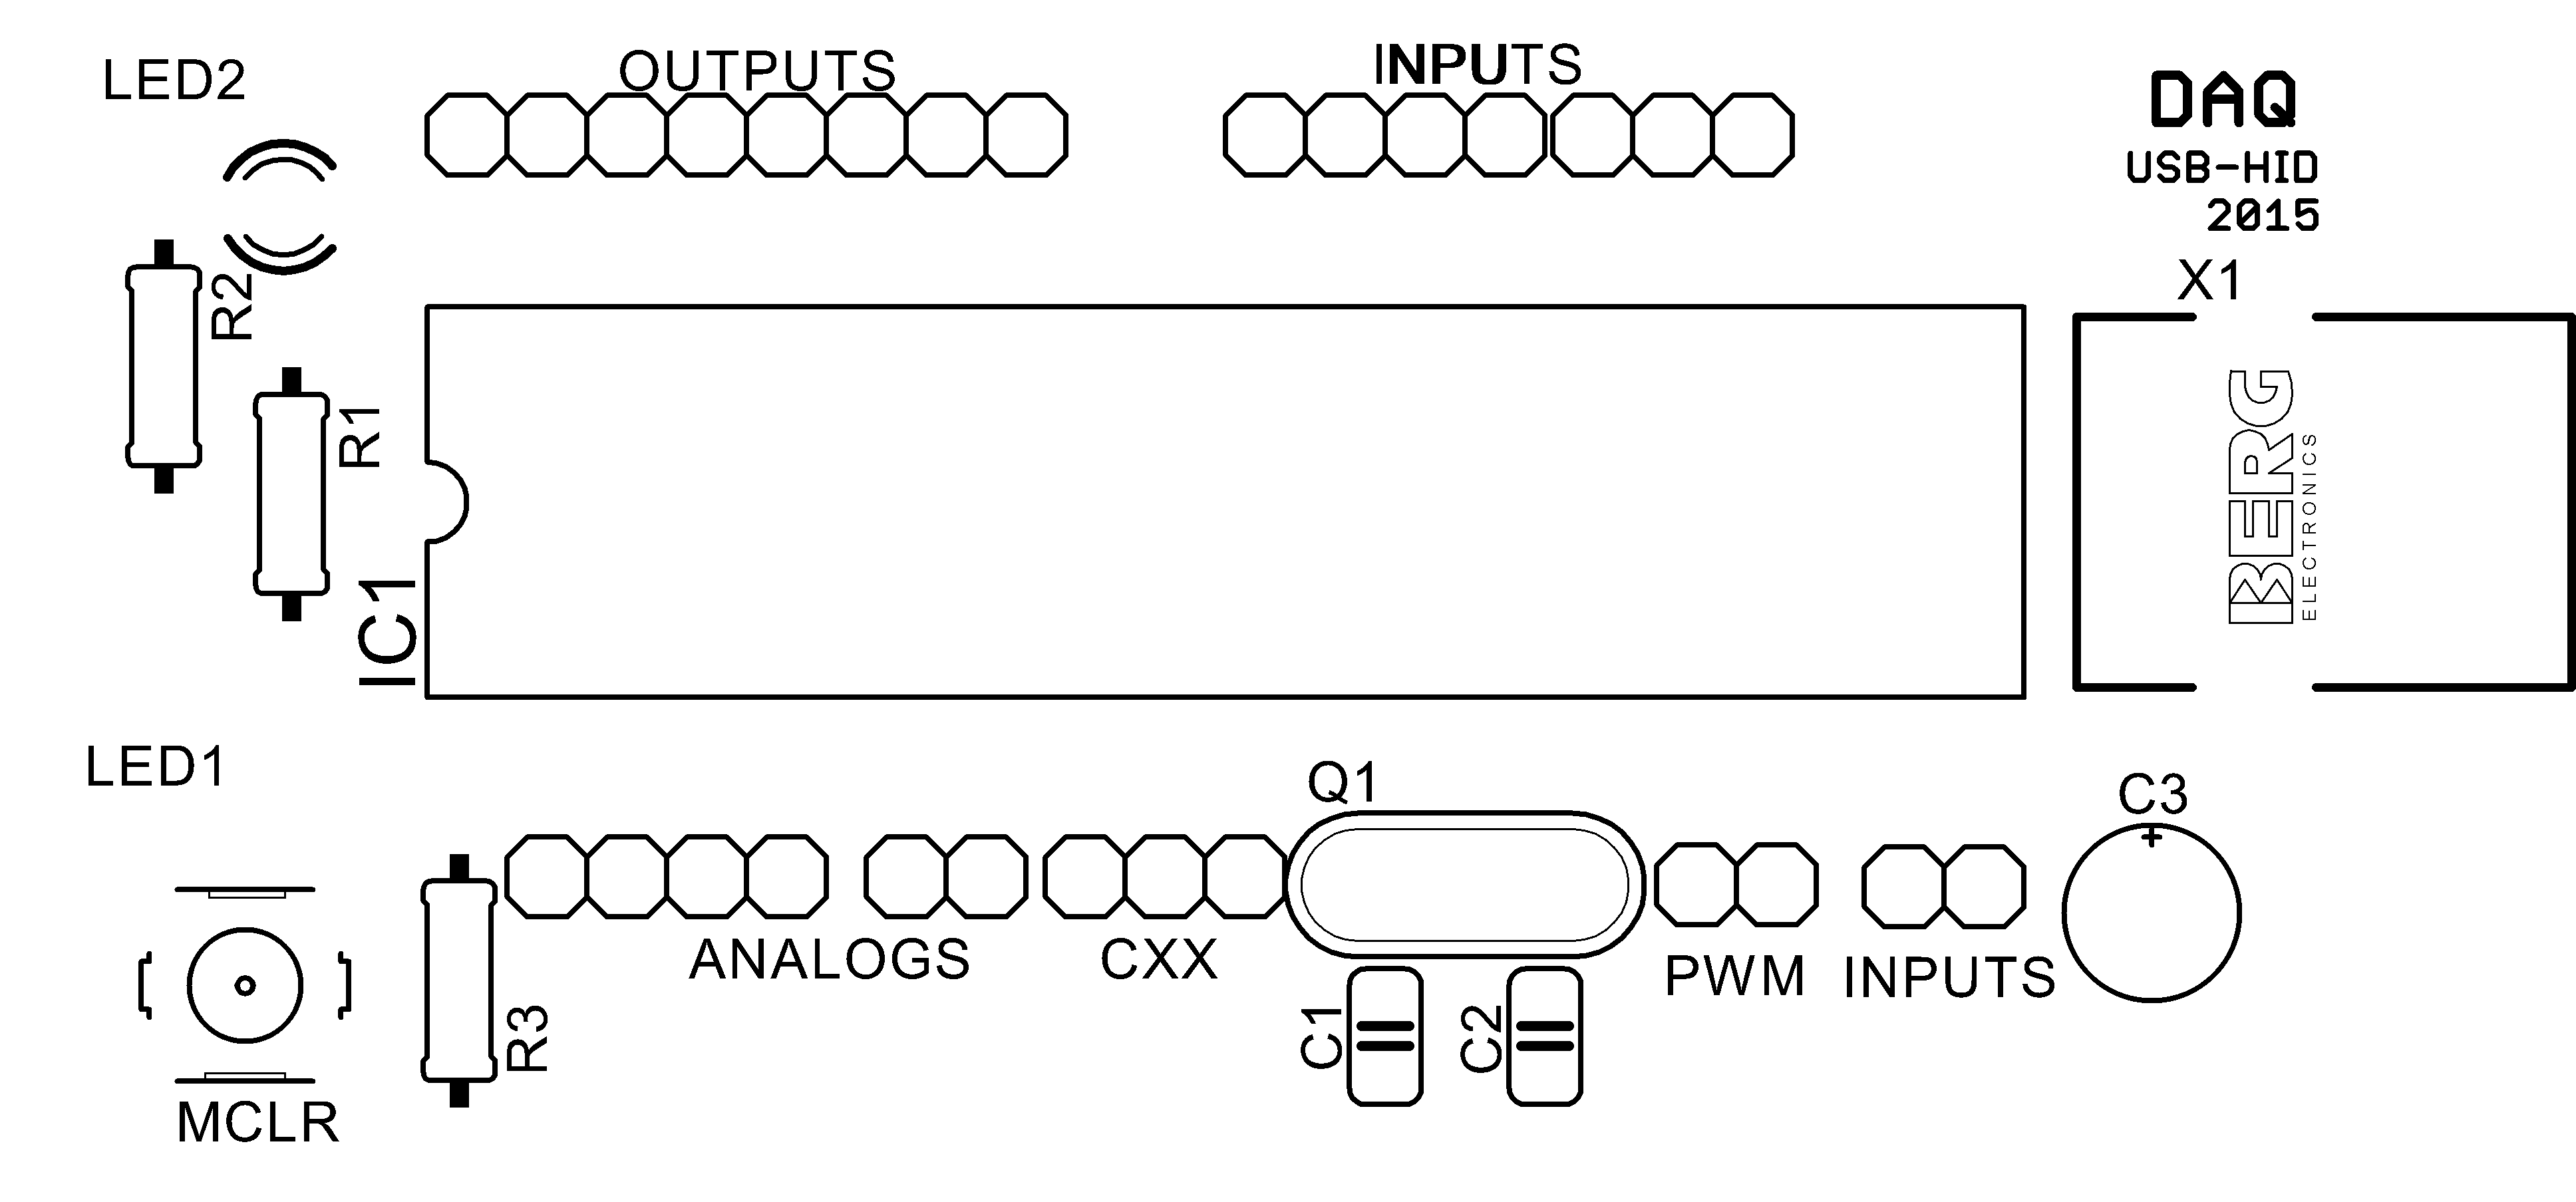 LED2
OUTPUTS
INPUTS
DAQ
USB-HID
2015
X1
R2
R1
IC1
BERG
ELECTRONICS
LED1
Q1
C3
+
ANALOGS
CXX
PWM
INPUTS
R3
C1
C2
MCLR